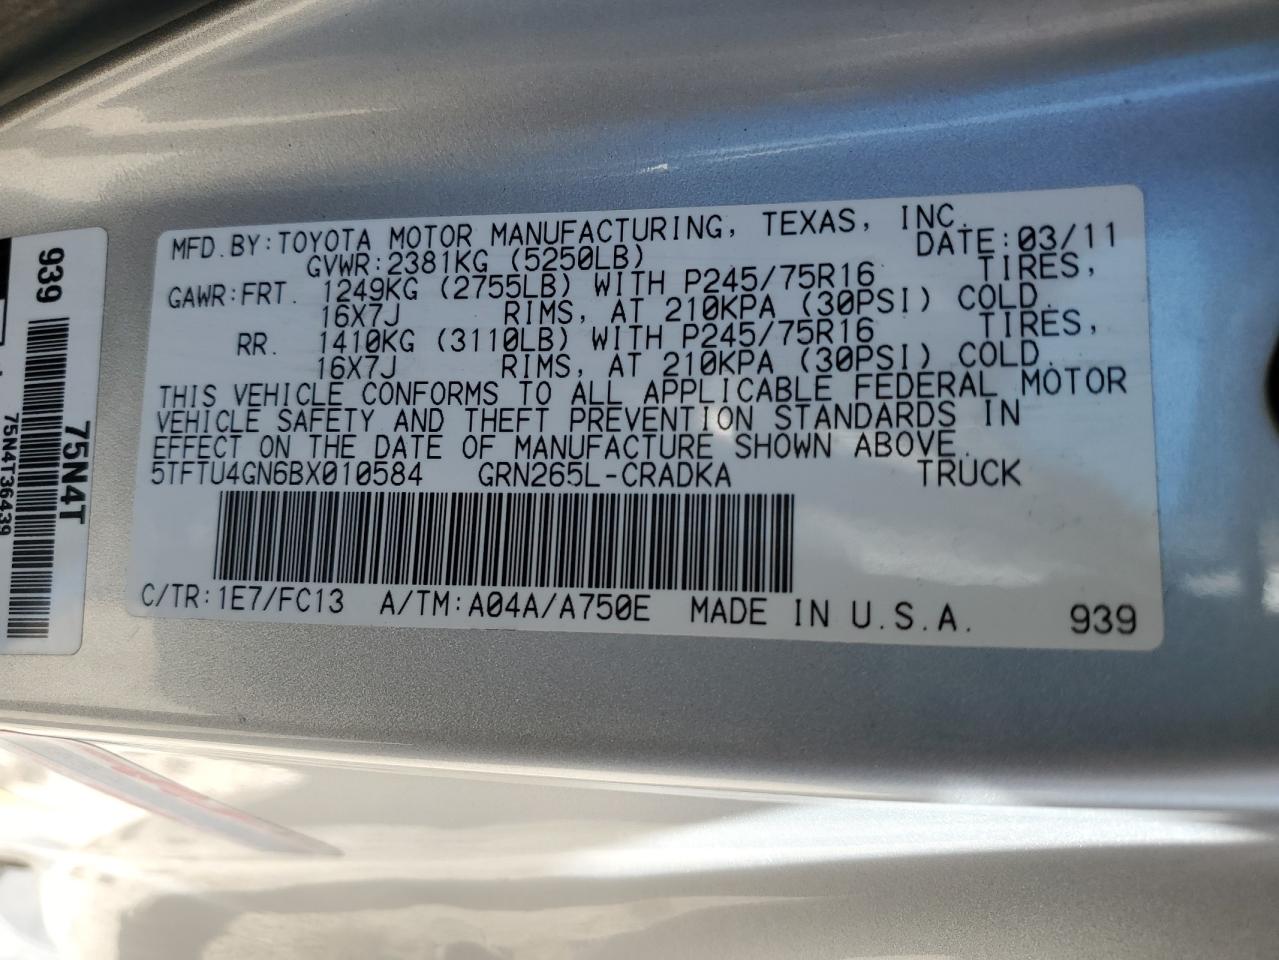 MFD. BY: TOYOTA MOTOR MANUFACTURING, TEXAS, INC.
DATE: 03/11
GVWR: 2381KG (5250LB)
GAWR: FRT. 1249KG (2755LB) WITH P245/75R16 TIRES,
16X7J RIMS, AT 210KPA (30PSI) COLD.
RR. 1410KG (3110LB) WITH P245/75R16 TIRES,
16X7J RIMS, AT 210KPA (30PSI) COLD.
THIS VEHICLE CONFORMS TO ALL APPLICABLE FEDERAL MOTOR
VEHICLE SAFETY AND THEFT PREVENTION STANDARDS IN
EFFECT ON THE DATE OF MANUFACTURE SHOWN ABOVE.
5TFTU4GN6BX010584 GRN265L-CRADKA TRUCK
C/TR: 1E7/FC13 A/TM: A04A/A750E MADE IN U.S.A. 939
939
75N4T
75N4T36439